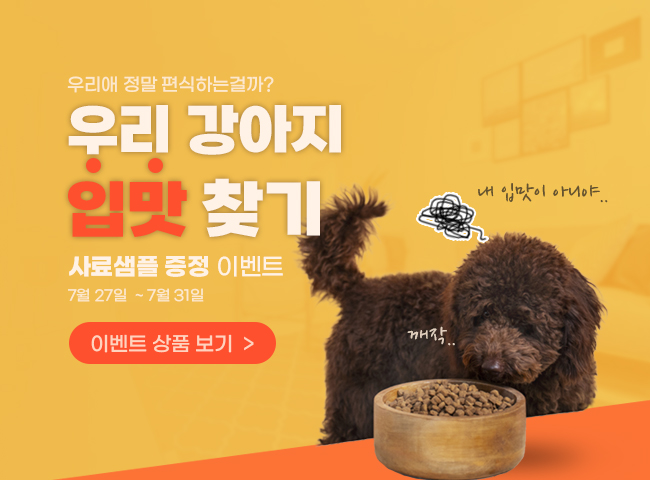 우리애 정말 편식하는걸까?
우리 강아지
입맛 찾기
사료샘플 증정 이벤트
7월 27일 ~ 7월 31일
이벤트 상품 보기 >
내 입맛이 아니야..
깨작..